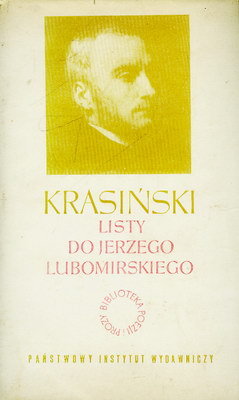 KRASIŃSKI
LISTY
DO JERZEGO
LUBOMIRSKIEGO
BIBLIOTEKA POEZJI I PROZY
PAŃSTWOWY INSTYTUT WYDAWNICZY